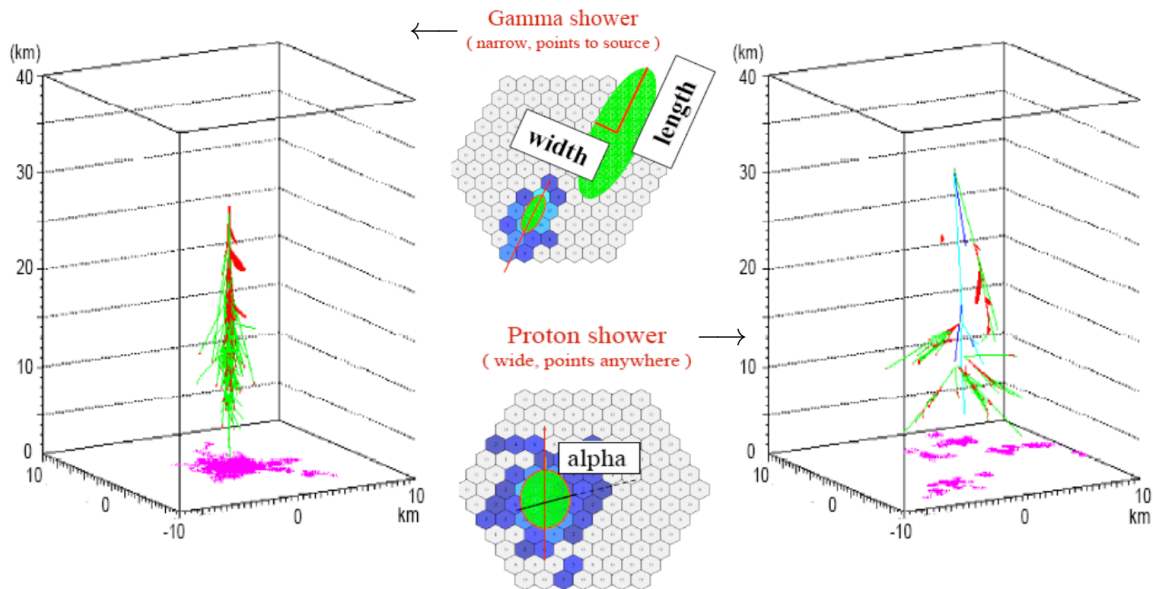 Gamma shower
( narrow, points to source )
(km)
40
30
20
10
0
10
0
-10
0
10
km
width
length
Proton shower
( wide, points anywhere )
alpha
(km)
40
30
20
10
0
10
0
-10
0
10
km